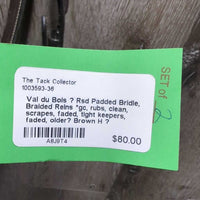 The Tack Collector
1003593-36
Val du Bois ? Rsd Padded Bridle,
Braided Reins *gc, rubs, clean,
scrapes, faded, tight keepers,
faded, older? Brown H ?
A8J9T4
$80.00
SET of
2